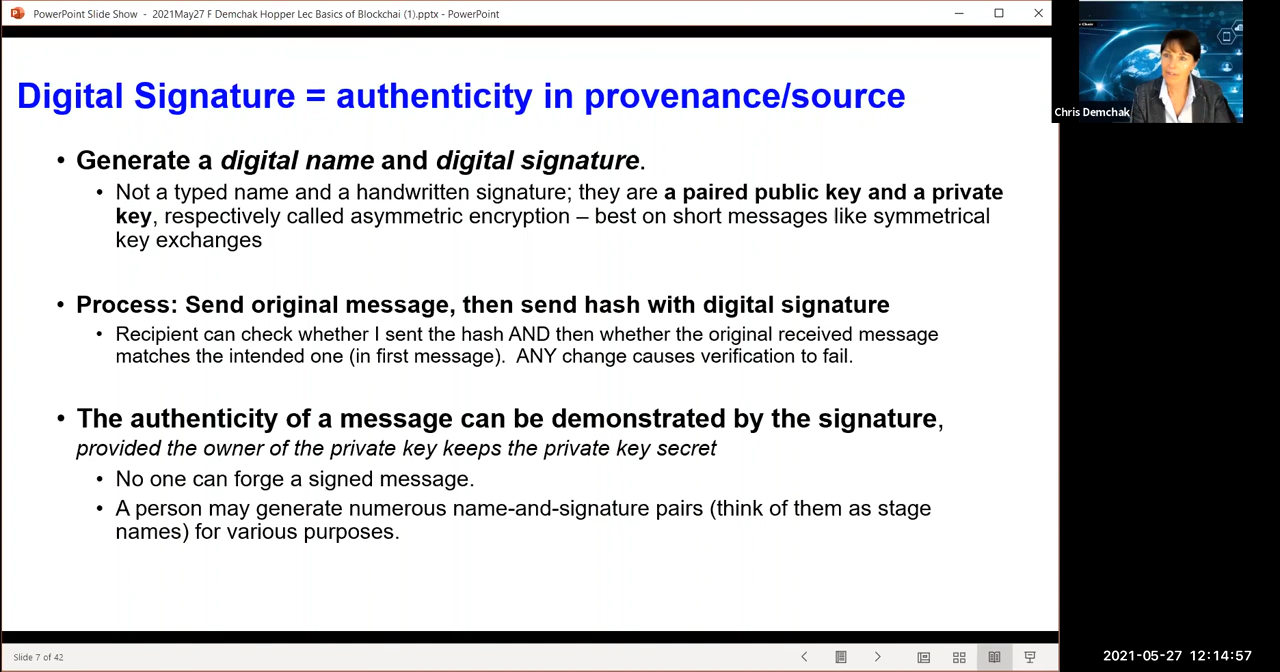 PowerPoint Slide Show - 2021May27 F Demchak Hopper Lec Basics of Blockchai (1).pptx - PowerPoint
Digital Signature = authenticity in provenance/source
• Generate a digital name and digital signature.
• Not a typed name and a handwritten signature; they are a paired public key and a private
key, respectively called asymmetric encryption – best on short messages like symmetrical
key exchanges
• Process: Send original message, then send hash with digital signature
• Recipient can check whether I sent the hash AND then whether the original received message
matches the intended one (in first message). ANY change causes verification to fail.
• The authenticity of a message can be demonstrated by the signature,
provided the owner of the private key keeps the private key secret
• No one can forge a signed message.
• A person may generate numerous name-and-signature pairs (think of them as stage
names) for various purposes.
Slide 7 of 42
Chris Demchak
2021-05-27 12:14:57